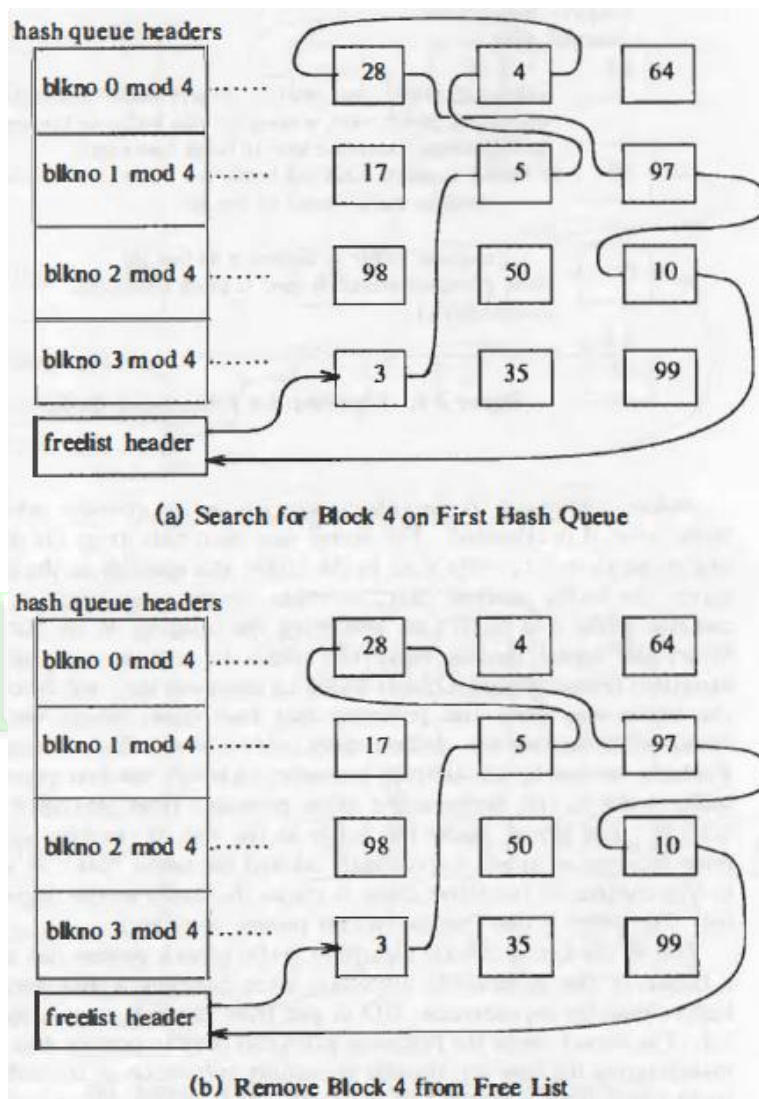 hash queue headers
blkno 0 mod 4 ...... 28 4 64
blkno 1 mod 4 ...... 17 5 97
blkno 2 mod 4 ...... 98 50 10
blkno 3 mod 4 ...... 3 35 99
freelist header
(a) Search for Block 4 on First Hash Queue
hash queue headers
blkno 0 mod 4 ...... 28 4 64
blkno 1 mod 4 17 5 97
blkno 2 mod 4 ...... 98 50 10
blkno 3 mod 4 ...... 3 35 99
freelist header
(b) Remove Block 4 from Free List